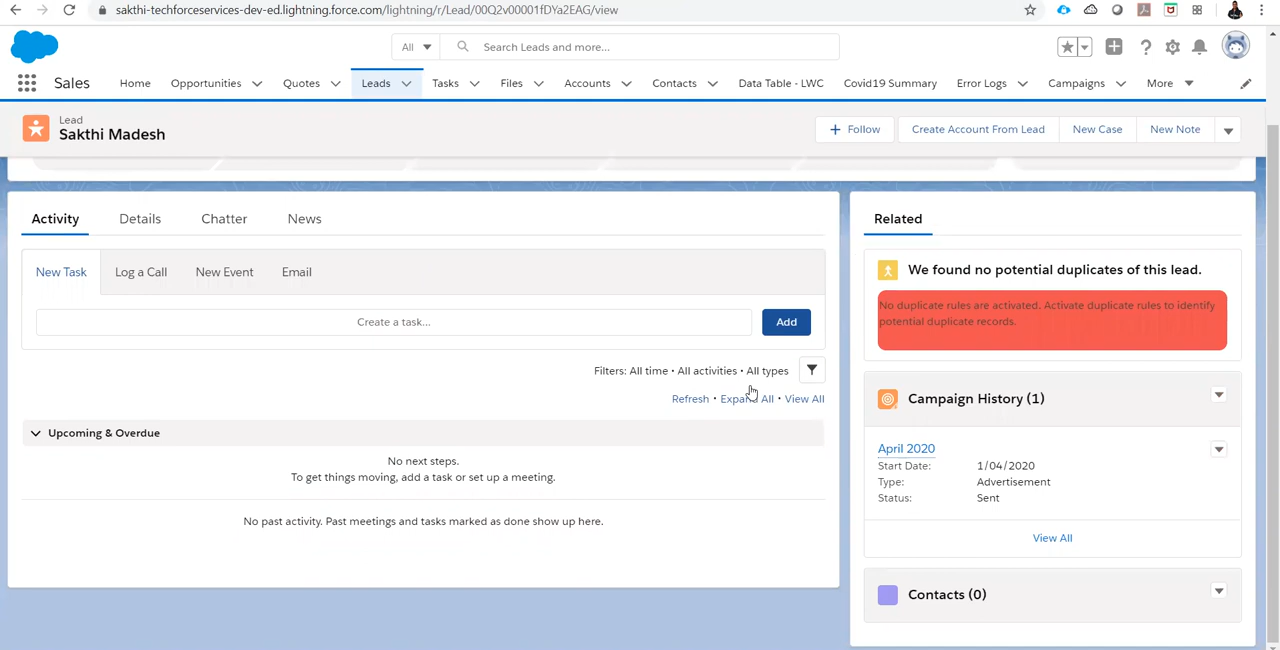 sakthi-techforceservices-dev-ed.lightning.force.com/lightning/r/Lead/00Q2v00001fDYa2EAG/view
All
Search Leads and more...
Sales
Home
Opportunities
Quotes
Leads
Tasks
Files
Accounts
Contacts
Data Table - LWC
Covid19 Summary
Error Logs
Campaigns
More
Lead
Sakthi Madesh
+ Follow
Create Account From Lead
New Case
New Note
Activity
Details
Chatter
News
New Task
Log a Call
New Event
Email
Create a task...
Add
Filters: All time • All activities • All types
Refresh • Expand All • View All
Upcoming & Overdue
No next steps.
To get things moving, add a task or set up a meeting.
No past activity. Past meetings and tasks marked as done show up here.
Related
We found no potential duplicates of this lead.
No duplicate rules are activated. Activate duplicate rules to identify
potential duplicate records.
Campaign History (1)
April 2020
Start Date: 1/04/2020
Type: Advertisement
Status: Sent
View All
Contacts (0)